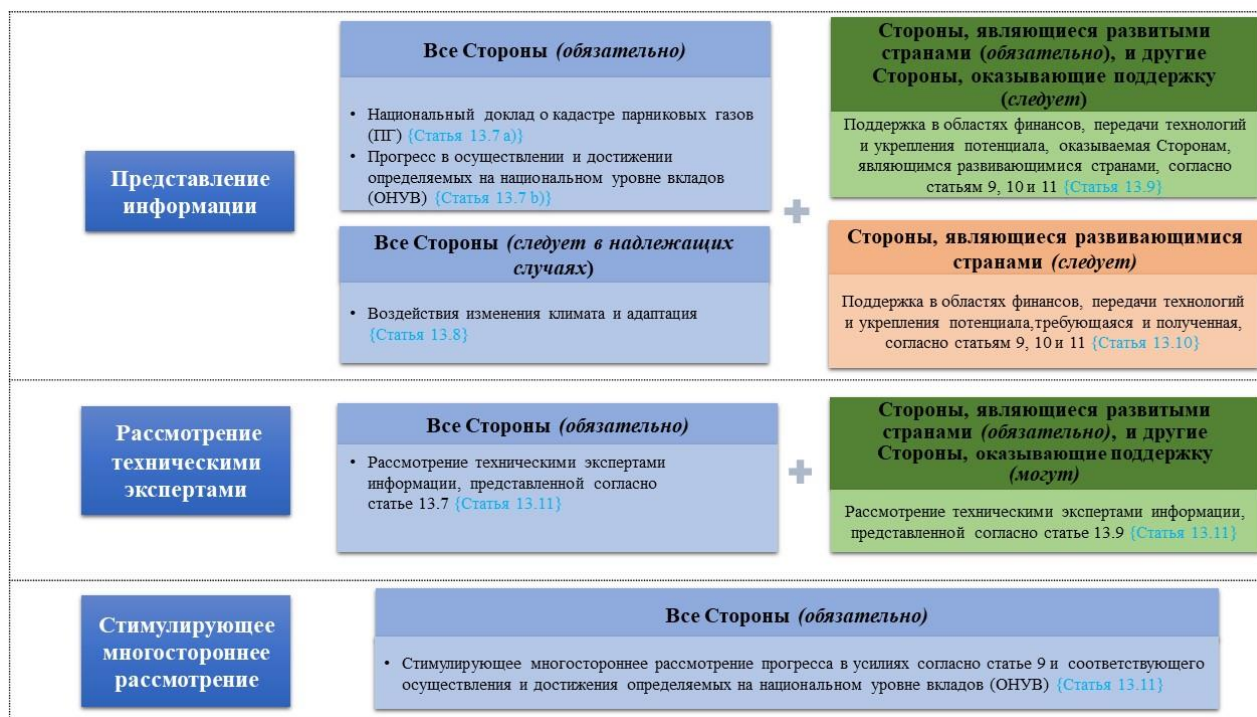 Представление
информации
Все Стороны (обязательно)
• Национальный доклад о кадастре парниковых газов
(ПГ) {Статья 13.7 a)}
• Прогресс в осуществлении и достижении
определяемых на национальном уровне вкладов
(ОНУВ) {Статья 13.7 b)}
Все Стороны (следует в надлежащих
случаях)
• Воздействия изменения климата и адаптация
{Статья 13.8}
Стороны, являющиеся развитыми
странами (обязательно), и другие
Стороны, оказывающие поддержку
(следует)
Поддержка в областях финансов, передачи технологий
и укрепления потенциала, оказываемая Сторонам,
являющимся развивающимися странами, согласно
статьям 9, 10 и 11 {Статья 13.9}
Стороны, являющиеся развивающимися
странами (следует)
Поддержка в областях финансов, передачи технологий
и укрепления потенциала,требующаяся и полученная,
согласно статьям 9, 10 и 11 {Статья 13.10}
Рассмотрение
техническими
экспертами
Все Стороны (обязательно)
• Рассмотрение техническими экспертами
информации, представленной согласно
статье 13.7 {Статья 13.11}
Стороны, являющиеся развитыми
странами (обязательно), и другие
Стороны, оказывающие поддержку
(могут)
Рассмотрение техническими экспертами информации,
представленной согласно статье 13.9 {Статья 13.11}
Стимулирующее
многостороннее
рассмотрение
Все Стороны (обязательно)
• Стимулирующее многостороннее рассмотрение прогресса в усилиях согласно статье 9 и соответствующего
осуществления и достижения определяемых на национальном уровне вкладов (ОНУВ) {Статья 13.11}